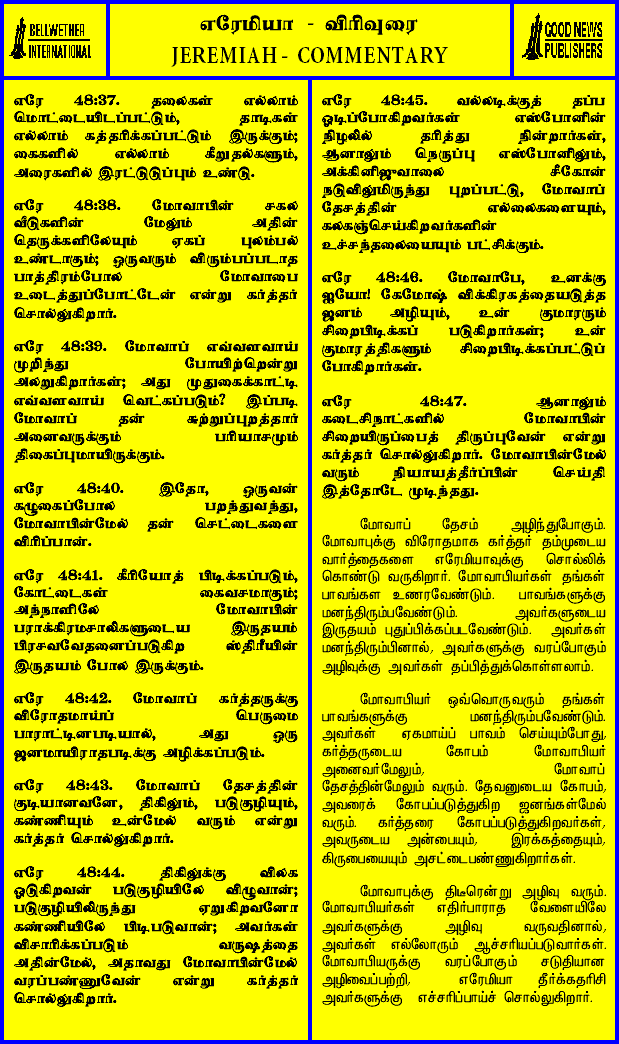 BELLWETHER
INTERNATIONAL
எரேமியா - விரிவுரை
JEREMIAH - COMMENTARY
GOOD NEWS
PUBLISHERS
எரே 48:37. தலைகள் எல்லாம்
மொட்டையிடப்பட்டும், தாடிகள்
எல்லாம் கத்தரிக்கப்பட்டும் இருக்கும்;
கைகளில் எல்லாம் கீறுதல்களும்,
அரைகளில் இரட்டுடுப்பும் உண்டு.
எரே 48:38. மோவாபின் சகல
வீடுகளின் மேலும் அதின்
தெருக்களிலேயும் ஏகப் புலம்பல்
உண்டாகும்; ஒருவரும் விரும்பப்படாத
பாத்திரம்போல மோவாபை
உடைத்துப்போட்டேன் என்று கர்த்தர்
சொல்லுகிறார்.
எரே 48:39. மோவாப் எவ்வளவாய்
முறிந்து போயிற்றென்று
அலறுகிறார்கள்; அது முதுகைக்காட்டி
எவ்வளவாய் வெட்கப்படும்? இப்படி
மோவாப் தன் சுற்றுப்புறத்தார்
அனைவருக்கும் பரியாசமும்
திகைப்புமாயிருக்கும்.
எரே 48:40. இதோ, ஒருவன்
கழுகைப்போல பறந்துவந்து,
மோவாபின்மேல் தன் செட்டைகளை
விரிப்பான்.
எரே 48:41. கீரியோத் பிடிக்கப்படும்,
கோட்டைகள் கைவசமாகும்;
அந்நாளிலே மோவாபின்
பராக்கிரமசாலிகளுடைய இருதயம்
பிரசவவேதனைப்படுகிற ஸ்திரீயின்
இருதயம் போல இருக்கும்.
எரே 48:42. மோவாப் கர்த்தருக்கு
விரோதமாய்ப் பெருமை
பாராட்டினபடியால், அது ஒரு
ஜனமாயிராதபடிக்கு அழிக்கப்படும்.
எரே 48:43. மோவாப் தேசத்தின்
குடியானவனே, திகிலும், படுகுழியும்,
கண்ணியும் உன்மேல் வரும் என்று
கர்த்தர் சொல்லுகிறார்.
எரே 48:44. திகிலுக்கு விலக
ஓடுகிறவன் படுகுழியிலே விழுவான்;
படுகுழியிலிருந்து ஏறுகிறவனோ
கண்ணியிலே பிடிபடுவான்; அவர்கள்
விசாரிக்கப்படும் வருஷத்தை
அதின்மேல், அதாவது மோவாபின்மேல்
வரப்பண்ணுவேன் என்று கர்த்தர்
சொல்லுகிறார்.
எரே 48:45. வல்லடிக்குத் தப்ப
ஓடிப்போகிறவர்கள் எஸ்போனின்
நிழலில் தரித்து நின்றார்கள்,
ஆனாலும் நெருப்பு எஸ்போனிலும்,
அக்கினிஜுவாலை சீகோன்
நடுவிலுமிருந்து புறப்பட்டு, மோவாப்
தேசத்தின் எல்லைகளையும்,
கலகஞ்செய்கிறவர்களின்
உச்சந்தலையையும் பட்சிக்கும்.
எரே 48:46. மோவாபே, உனக்கு
ஐயோ! கேமோஷ் விக்கிரகத்தையடுத்த
ஜனம் அழியும், உன் குமாரரும்
சிறைபிடிக்கப் படுகிறார்கள்; உன்
குமாரத்திகளும் சிறைபிடிக்கப்பட்டுப்
போகிறார்கள்.
எரே 48:47. ஆனாலும்
கடைசிநாட்களில் மோவாபின்
சிறையிருப்பைத் திருப்புவேன் என்று
கர்த்தர் சொல்லுகிறார். மோவாபின்மேல்
வரும் நியாயத்தீர்ப்பின் செய்தி
இத்தோடே முடிந்தது.
மோவாப் தேசம் அழிந்துபோகும்.
மோவாபுக்கு விரோதமாக கர்த்தர் தம்முடைய
வார்த்தைகளை எரேமியாவுக்கு சொல்லிக்
கொண்டு வருகிறார். மோவாபியர்கள் தங்கள்
பாவங்கள உணரவேண்டும். பாவங்களுக்கு
மனந்திரும்பவேண்டும். அவர்களுடைய
இருதயம் புதுப்பிக்கப்படவேண்டும். அவர்கள்
மனந்திரும்பினால், அவர்களுக்கு வரப்போகும்
அழிவுக்கு அவர்கள் தப்பித்துக்கொள்ளலாம்.
மோவாபியர் ஒவ்வொருவரும் தங்கள்
பாவங்களுக்கு மனந்திரும்பவேண்டும்.
அவர்கள் ஏகமாய்ப் பாவம் செய்யும்போது,
கர்த்தருடைய கோபம் மோவாபியர்
அனைவர்மேலும், மோவாப்
தேசத்தின்மேலும் வரும். தேவனுடைய கோபம்,
அவரைக் கோபப்படுத்துகிற ஜனங்கள்மேல்
வரும். கர்த்தரை கோபப்படுத்துகிறவர்கள்,
அவருடைய அன்பையும், இரக்கத்தையும்,
கிருபையையும் அசட்டைபண்ணுகிறார்கள்.
மோவாபுக்கு திடீரென்று அழிவு வரும்.
மோவாபியர்கள் எதிர்பாராத வேளையிலே
அவர்களுக்கு அழிவு வருவதினால்,
அவர்கள் எல்லோரும் ஆச்சரியப்படுவார்கள்.
மோவாபியருக்கு வரப்போகும் சடுதியான
அழிவைப்பற்றி, எரேமியா தீர்க்கதரிசி
அவர்களுக்கு எச்சரிப்பாய்ச் சொல்லுகிறார்.